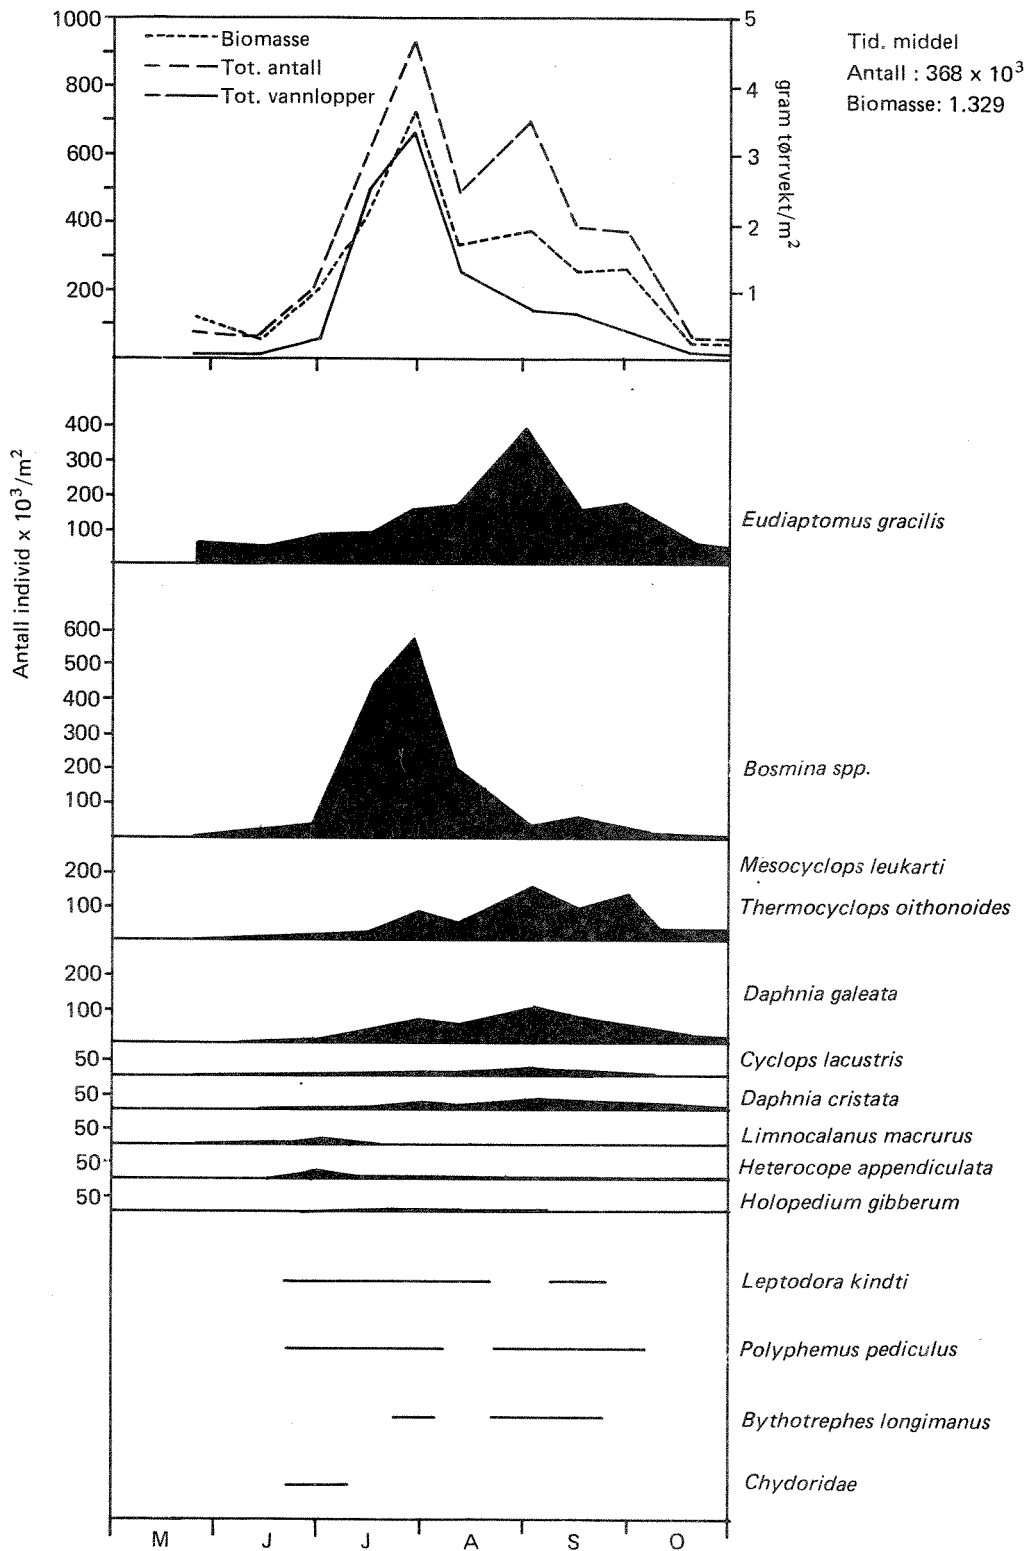 1000
800
600
400
200
Biomasse
Tot. antall
Tot. vannlopper
5
4
3
2
1
gram tørrvekt/m²
Tid. middel
Antall : 368 x 10³
Biomasse: 1.329
Antall individ x 10³/m²
400
300
200
100
Eudiaptomus gracilis
600
500
400
300
200
100
Bosmina spp.
200
100
Mesocyclops leukarti
Thermocyclops oithonoides
200
100
Daphnia galeata
50
Cyclops lacustris
50
Daphnia cristata
50
Limnocalanus macrurus
50
Heterocope appendiculata
50
Holopedium gibberum
Leptodora kindti
Polyphemus pediculus
Bythotrephes longimanus
Chydoridae
M J J A S O